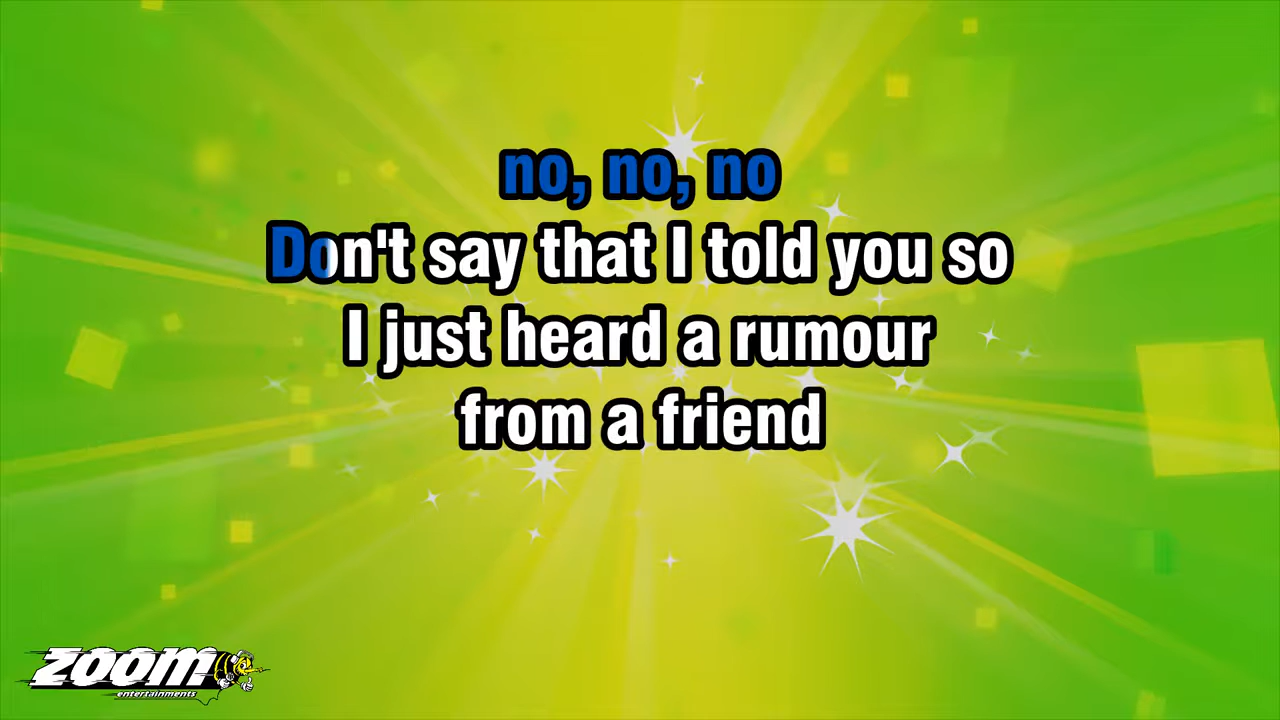 no, no, no
Don't say that I told you so
I just heard a rumour
from a friend
ZOOM
entertainments